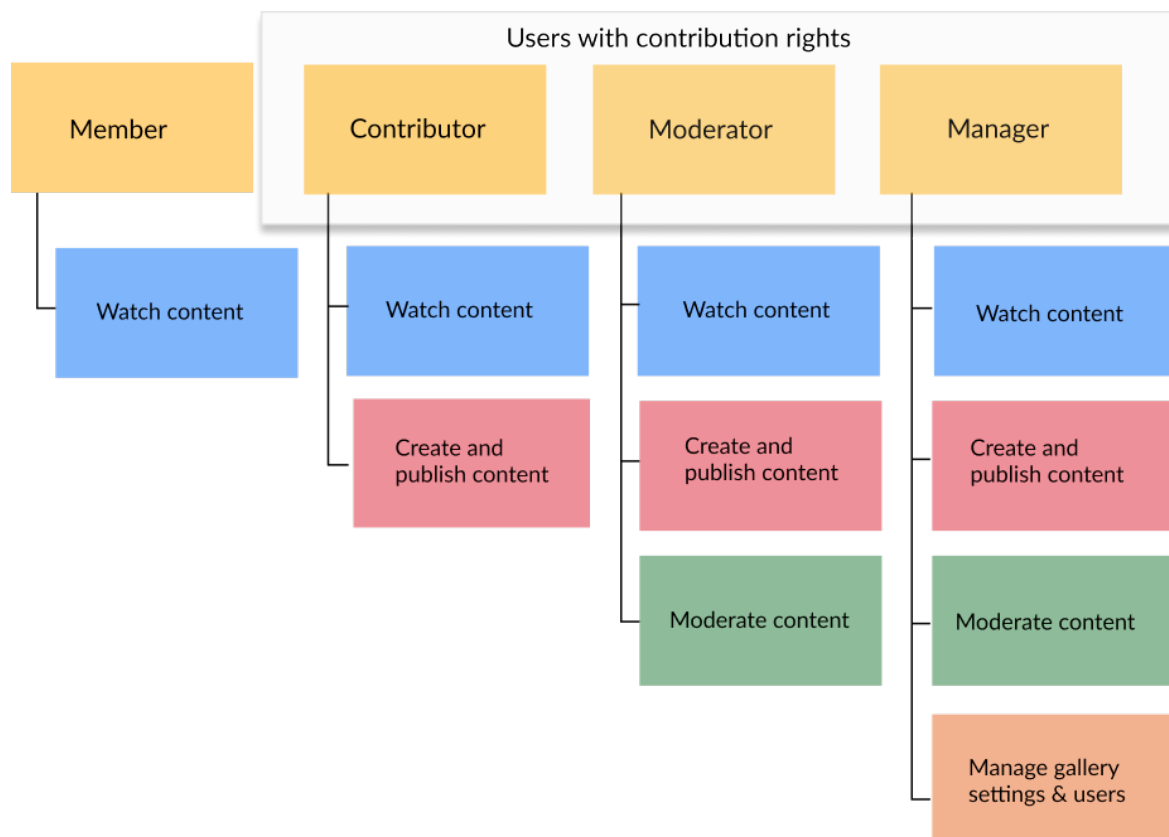 Users with contribution rights
Member
Contributor
Moderator
Manager
Watch content
Watch content
Watch content
Watch content
Create and
publish content
Create and
publish content
Create and
publish content
Moderate content
Moderate content
Manage gallery
settings & users